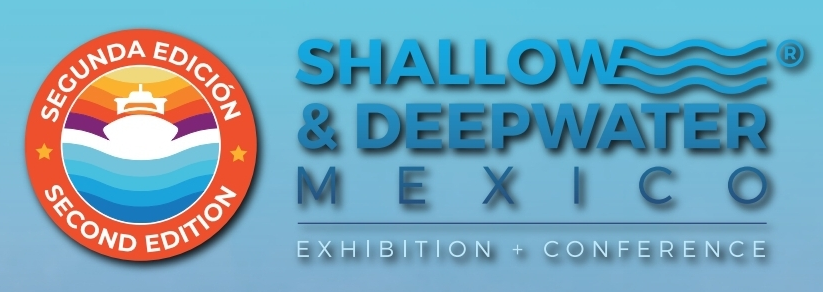 SEGUNDA EDICIÓN
SECOND EDITION
SHALLOW ®
& DEEPWATER
MEXICO
EXHIBITION + CONFERENCE